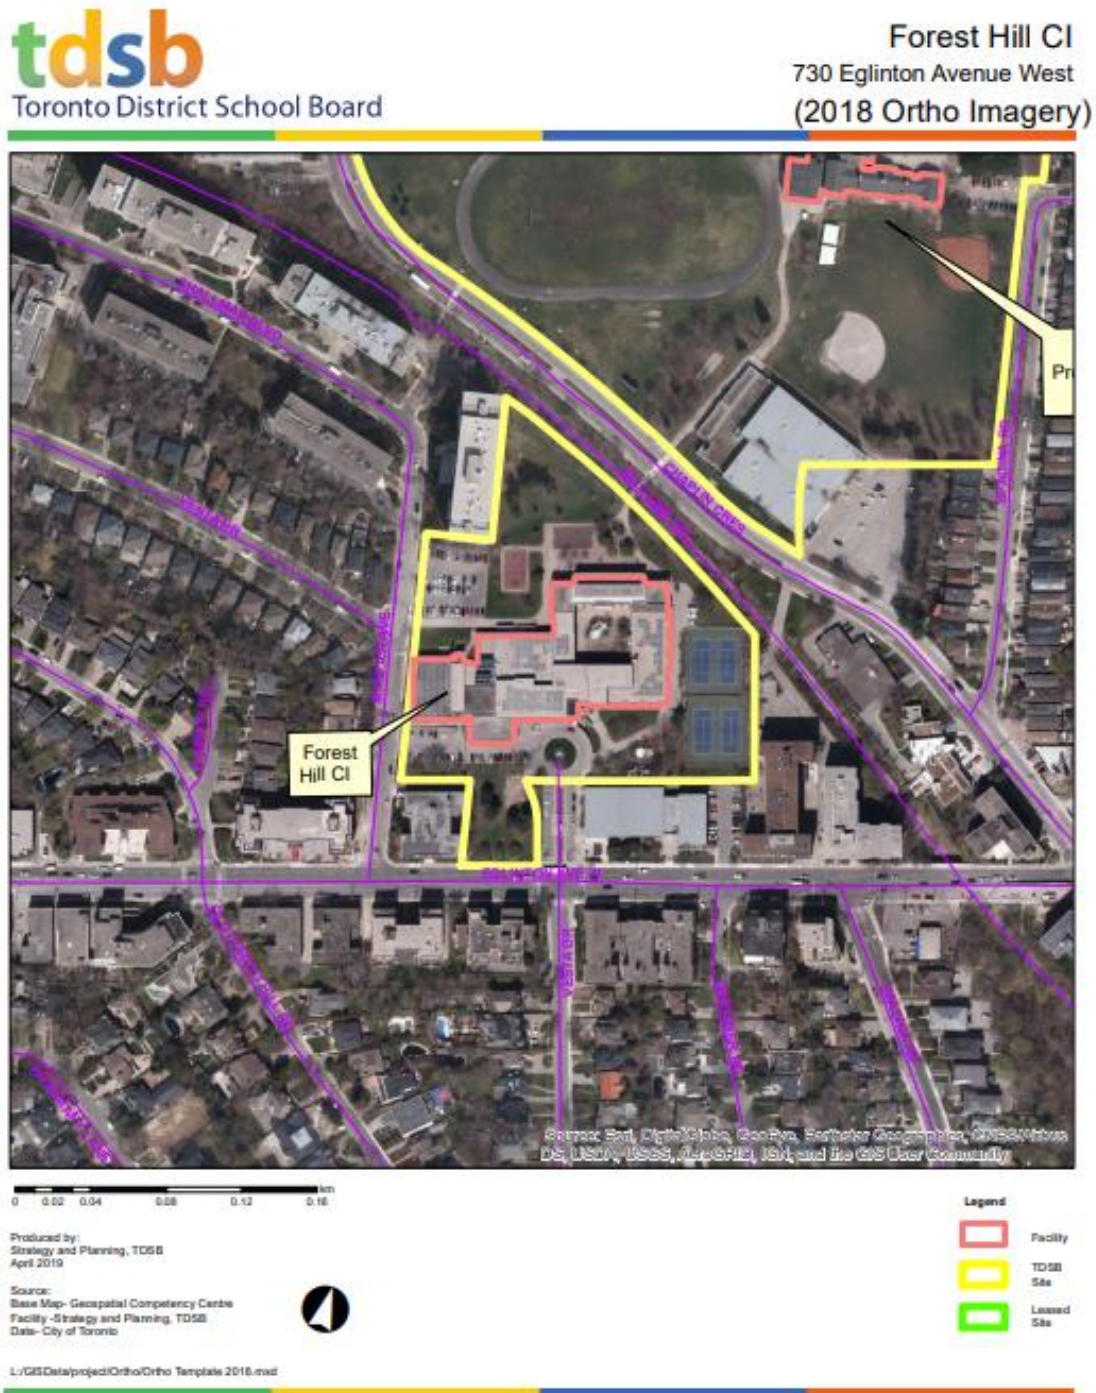 tdsb
Toronto District School Board
Forest Hill CI
730 Eglinton Avenue West
(2018 Ortho Imagery)
Pr
CHAPLIN CRES
Forest
Hill CI
EGLINTON AVE W
VESTA DR
Source: Esri, DigitalGlobe, GeoEye, Earthstar Geographics, CNES/Airbus
DS, USDA, USGS, AeroGRID, IGN, and the GIS User Community
km
0 0.02 0.04 0.08 0.12 0.16
Produced by:
Strategy and Planning, TDSB
April 2019
Source:
Base Map- Geospatial Competency Centre
Facility -Strategy and Planning, TDSB
Data- City of Toronto
L:/GISData/project/Ortho/Ortho Template 2018.mxd
Legend
Facility
TDSB
Site
Leased
Site